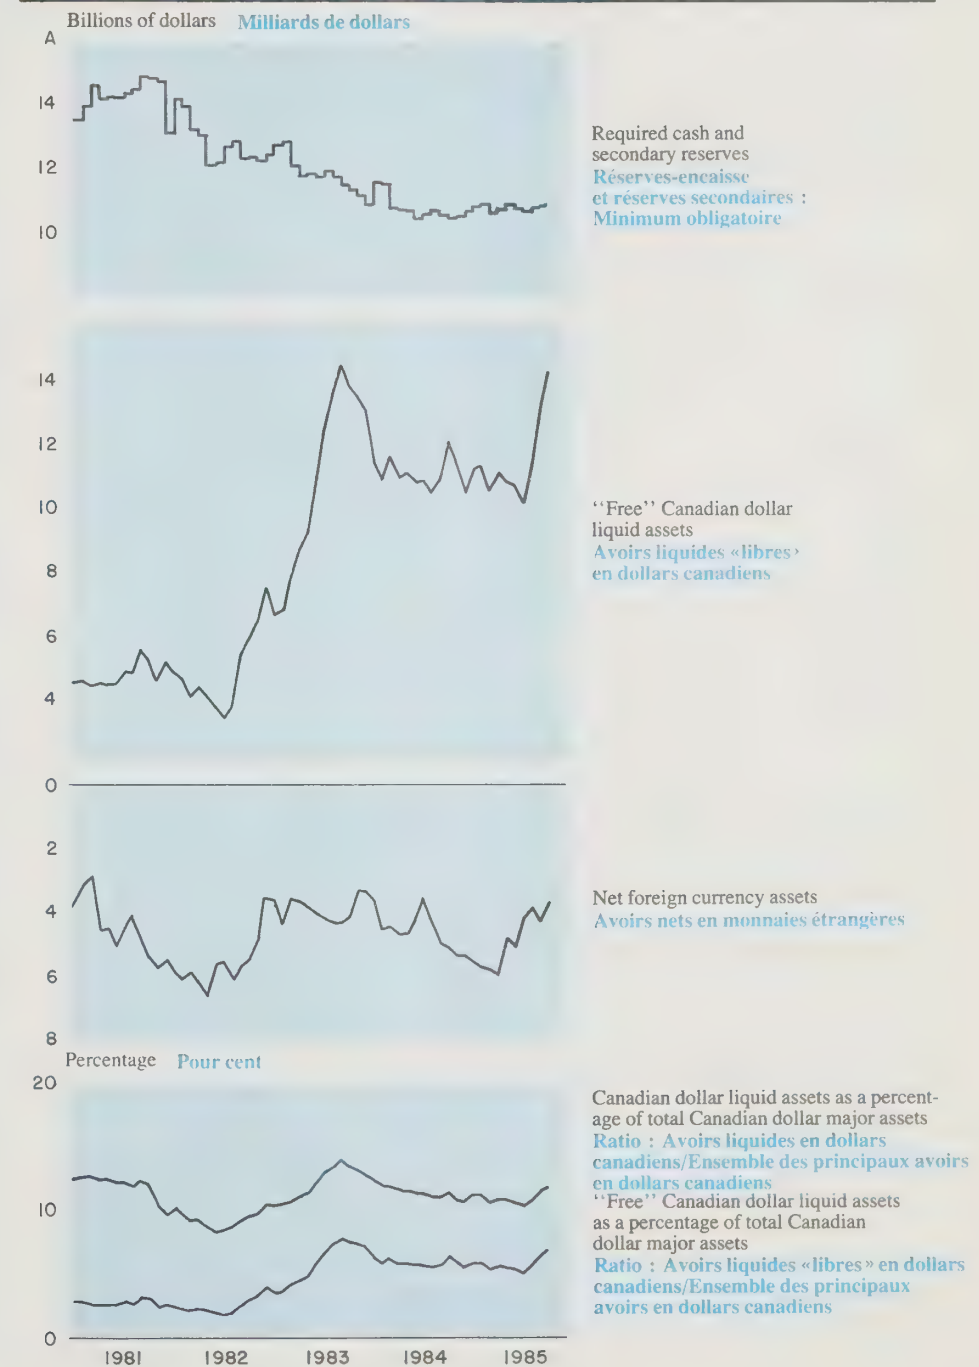 Billions of dollars Milliards de dollars
A
14
12
10
Required cash and
secondary reserves
Réserves-encaisse
et réserves secondaires :
Minimum obligatoire
14
12
10
8
6
4
"Free" Canadian dollar
liquid assets
Avoirs liquides «libres»
en dollars canadiens
0
2
4
6
8
Net foreign currency assets
Avoirs nets en monnaies étrangères
Percentage Pour cent
20
10
0
Canadian dollar liquid assets as a percent-
age of total Canadian dollar major assets
Ratio : Avoirs liquides en dollars
canadiens/Ensemble des principaux avoirs
en dollars canadiens
"Free" Canadian dollar liquid assets
as a percentage of total Canadian
dollar major assets
Ratio : Avoirs liquides «libres» en dollars
canadiens/Ensemble des principaux
avoirs en dollars canadiens
1981 1982 1983 1984 1985